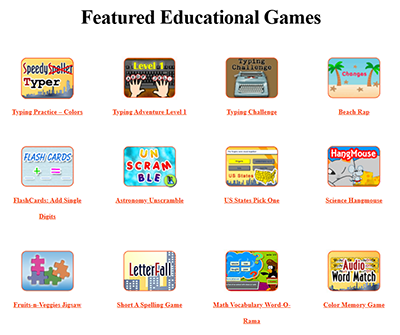 Featured Educational Games
Speedy Speller
Typer
Level 1
Typing
Challenge
Changes
Typing Practice – Colors
Typing Adventure Level 1
Typing Challenge
Beach Rap
FLASH CARDS
+ =
UN
SCRAM
BLE
US States
HangMouse
FlashCards: Add Single
Digits
Astronomy Unscramble
US States Pick One
Science Hangmouse
LetterFall
Audio
Word Match
Fruits-n-Veggies Jigsaw
Short A Spelling Game
Math Vocabulary Word-O-
Rama
Color Memory Game